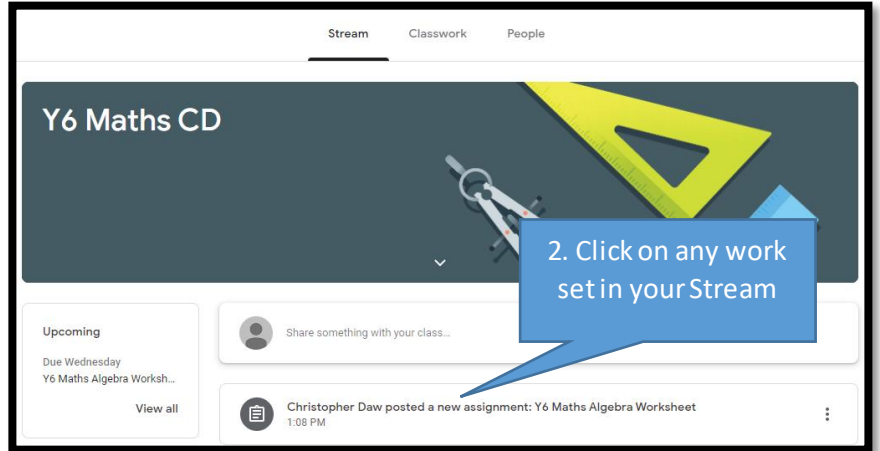 Stream Classwork People
Y6 Maths CD
2. Click on any work
set in your Stream
Upcoming
Due Wednesday
Y6 Maths Algebra Worksh...
View all
Share something with your class...
Christopher Daw posted a new assignment: Y6 Maths Algebra Worksheet
1:08 PM